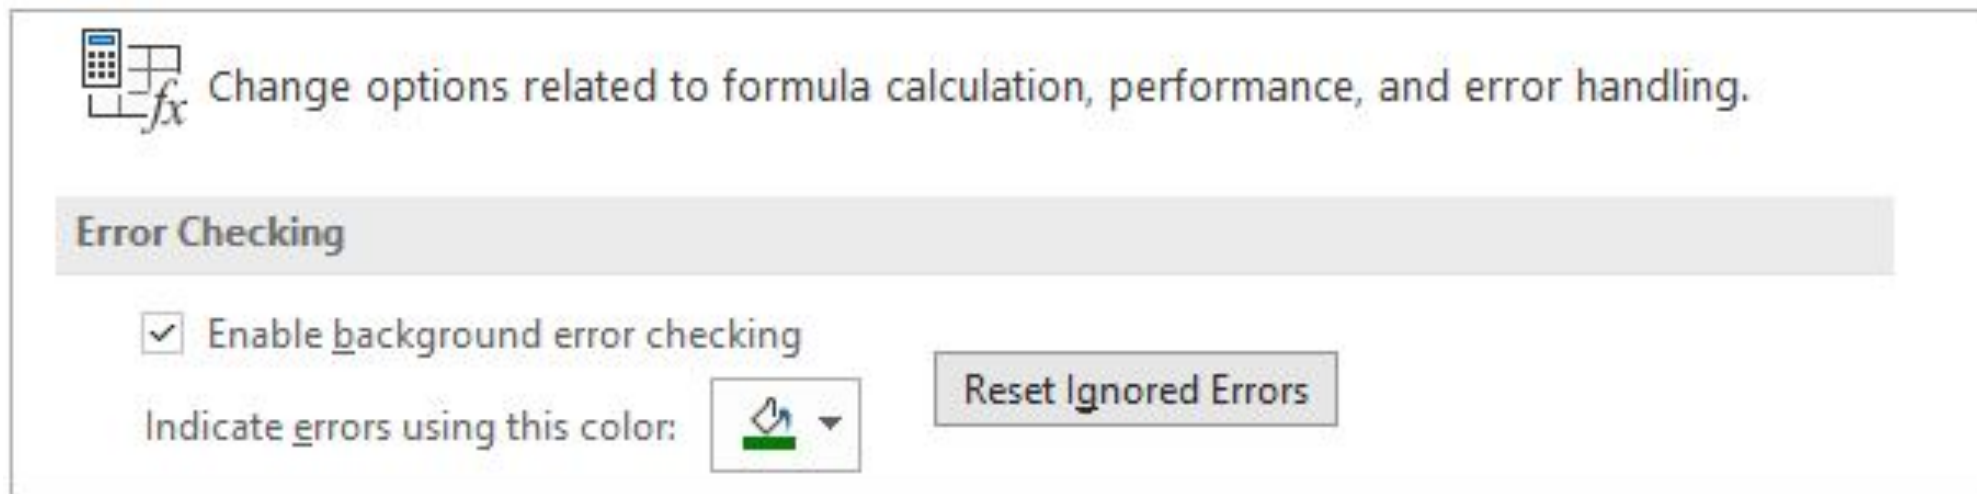 fx
Change options related to formula calculation, performance, and error handling.
Error Checking
Enable background error checking
Reset Ignored Errors
Indicate errors using this color: